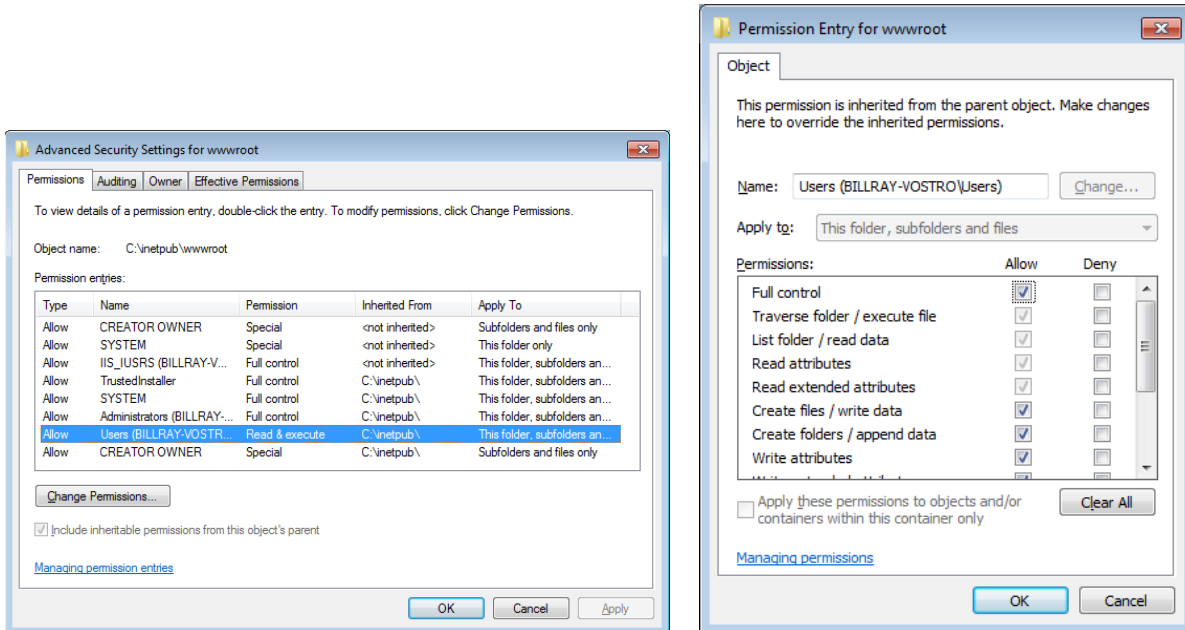 Advanced Security Settings for wwwroot
Permissions Auditing Owner Effective Permissions
To view details of a permission entry, double-click the entry. To modify permissions, click Change Permissions.
Object name: C:\inetpub\wwwroot
Permission entries:
Type Name Permission Inherited From Apply To
Allow CREATOR OWNER Special <not inherited> Subfolders and files only
Allow SYSTEM Special <not inherited> This folder only
Allow IIS_IUSRS (BILLRAY-V... Full control <not inherited> This folder, subfolders an...
Allow TrustedInstaller Full control C:\inetpub\ This folder, subfolders an...
Allow SYSTEM Full control C:\inetpub\ This folder, subfolders an...
Allow Administrators (BILLRAY-... Full control C:\inetpub\ This folder, subfolders an...
Allow Users (BILLRAY-VOSTR... Read & execute C:\inetpub\ This folder, subfolders an...
Allow CREATOR OWNER Special C:\inetpub\ Subfolders and files only
Change Permissions...
Include inheritable permissions from this object's parent
Managing permission entries
OK Cancel Apply
Permission Entry for wwwroot
Object
This permission is inherited from the parent object. Make changes
here to override the inherited permissions.
Name: Users (BILLRAY-VOSTRO\Users) Change...
Apply to: This folder, subfolders and files
Permissions: Allow Deny
Full control
Traverse folder / execute file
List folder / read data
Read attributes
Read extended attributes
Create files / write data
Create folders / append data
Write attributes
Apply these permissions to objects and/or
containers within this container only
Clear All
Managing permissions
OK Cancel